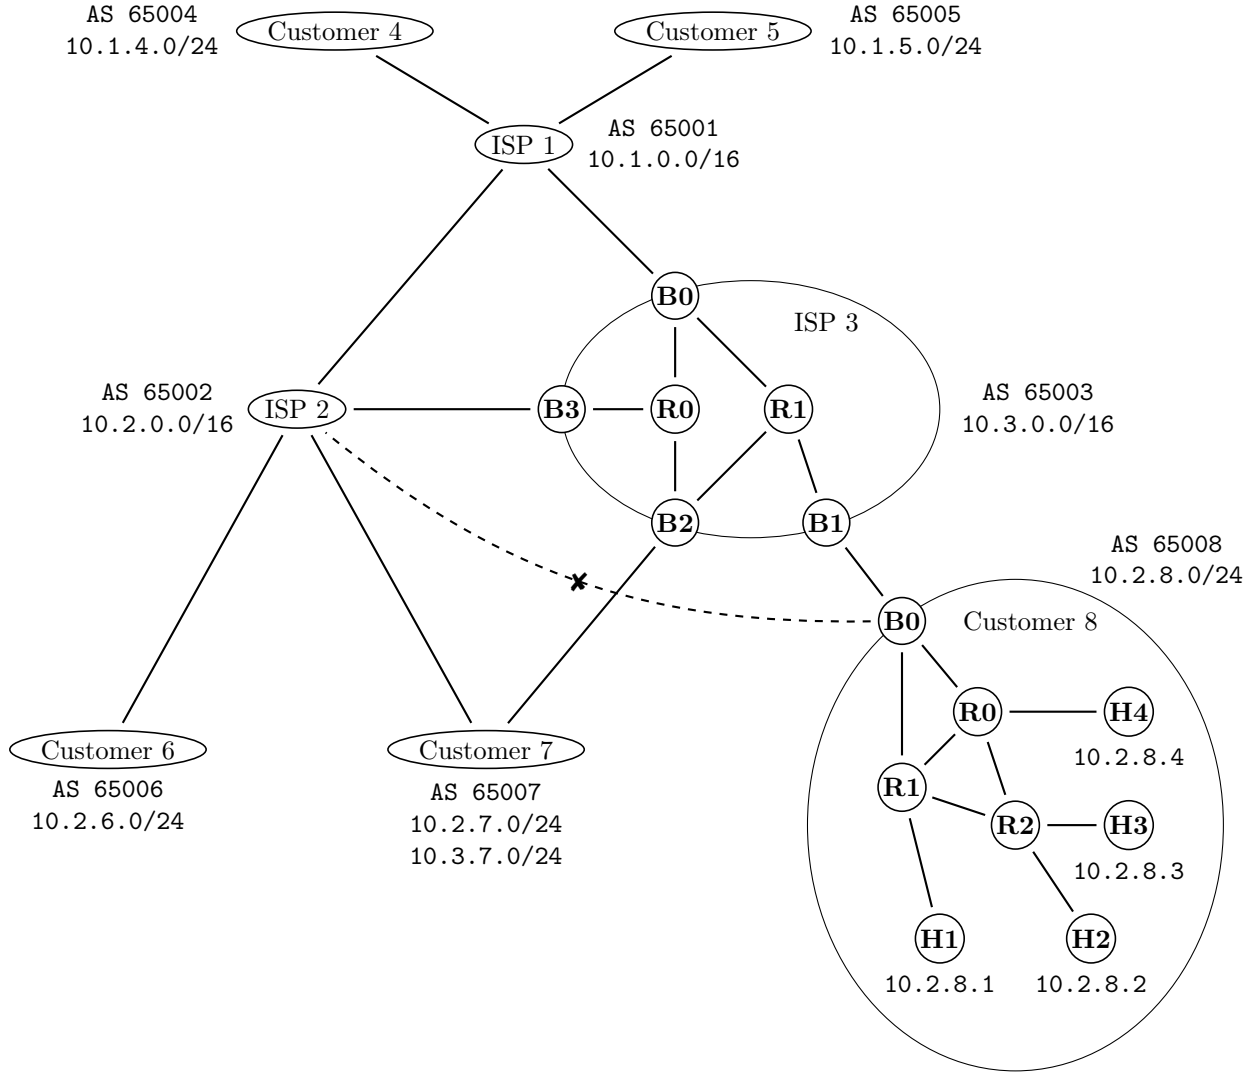 AS 65004
10.1.4.0/24
Customer 4
Customer 5
AS 65005
10.1.5.0/24
ISP 1
AS 65001
10.1.0.0/16
B0
ISP 3
AS 65002
10.2.0.0/16
ISP 2
B3
R0
R1
AS 65003
10.3.0.0/16
B2
B1
AS 65008
10.2.8.0/24
B0
Customer 8
R0
H4
10.2.8.4
Customer 6
AS 65006
10.2.6.0/24
Customer 7
AS 65007
10.2.7.0/24
10.3.7.0/24
R1
R2
H3
10.2.8.3
H1
10.2.8.1
H2
10.2.8.2